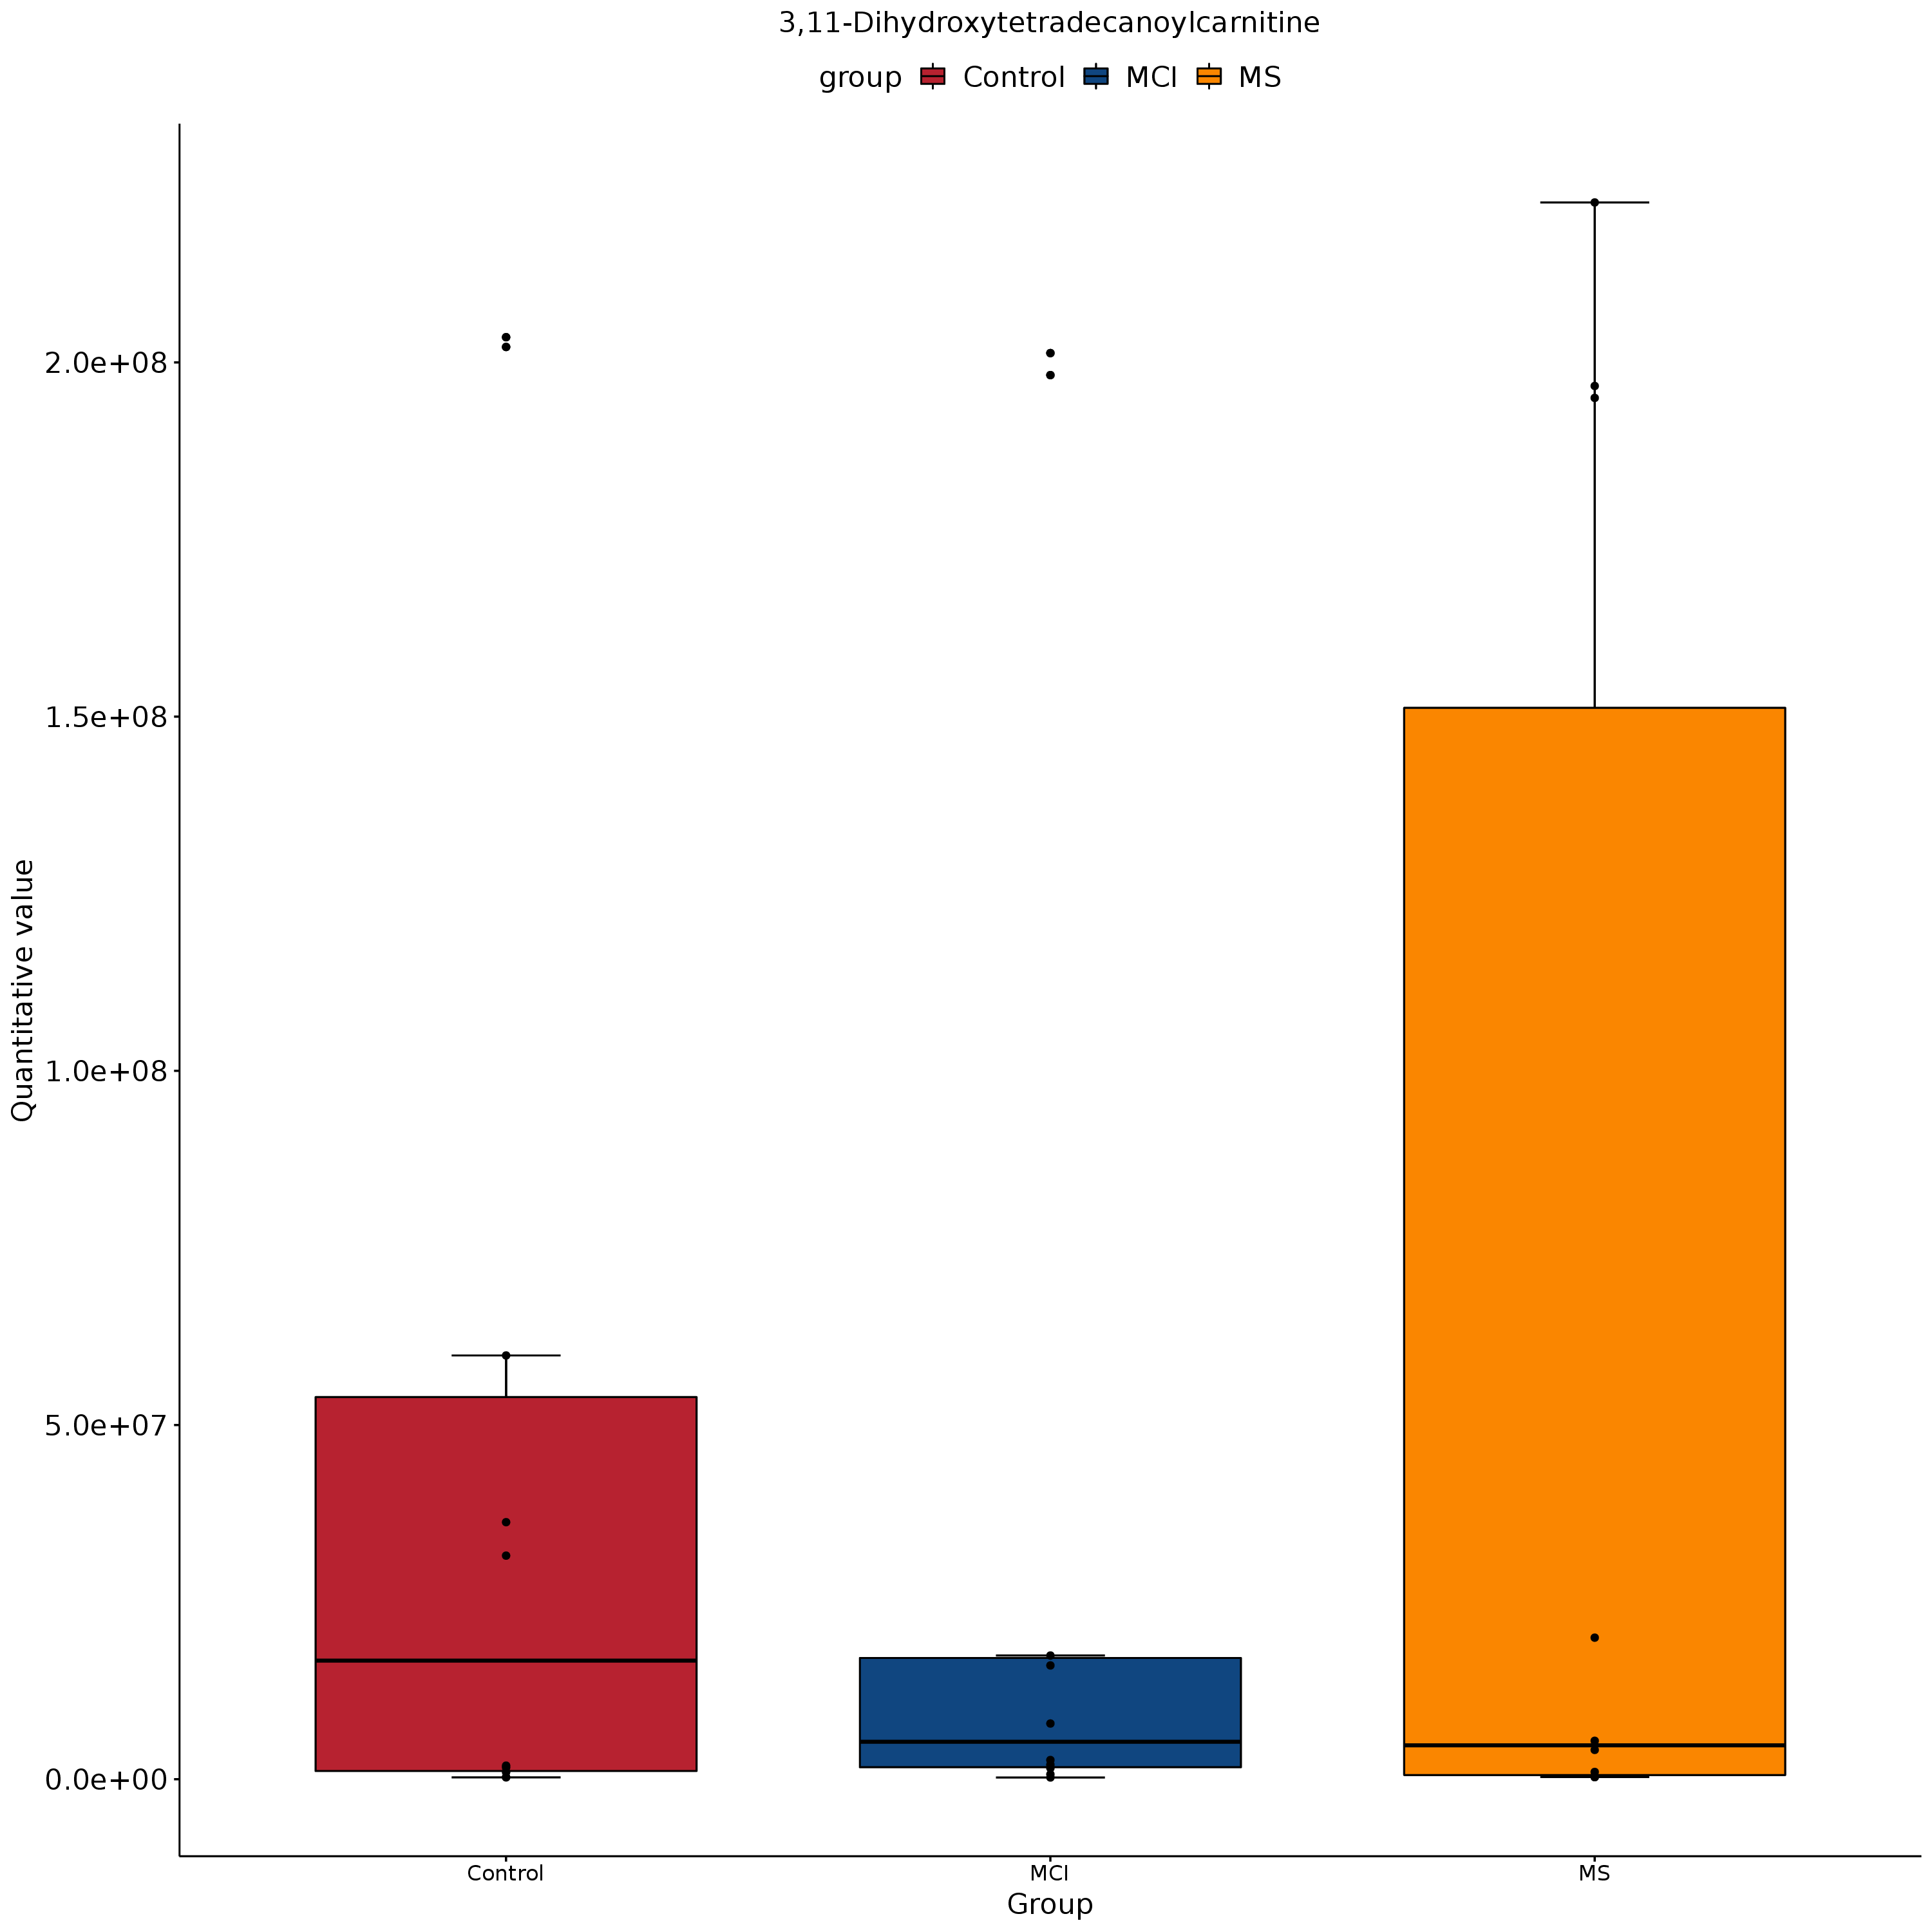 3,11-Dihydroxytetradecanoylcarnitine
group Control MCI MS
2.0e+08
1.5e+08
1.0e+08
5.0e+07
0.0e+00
Quantitative value
Control MCI MS
Group